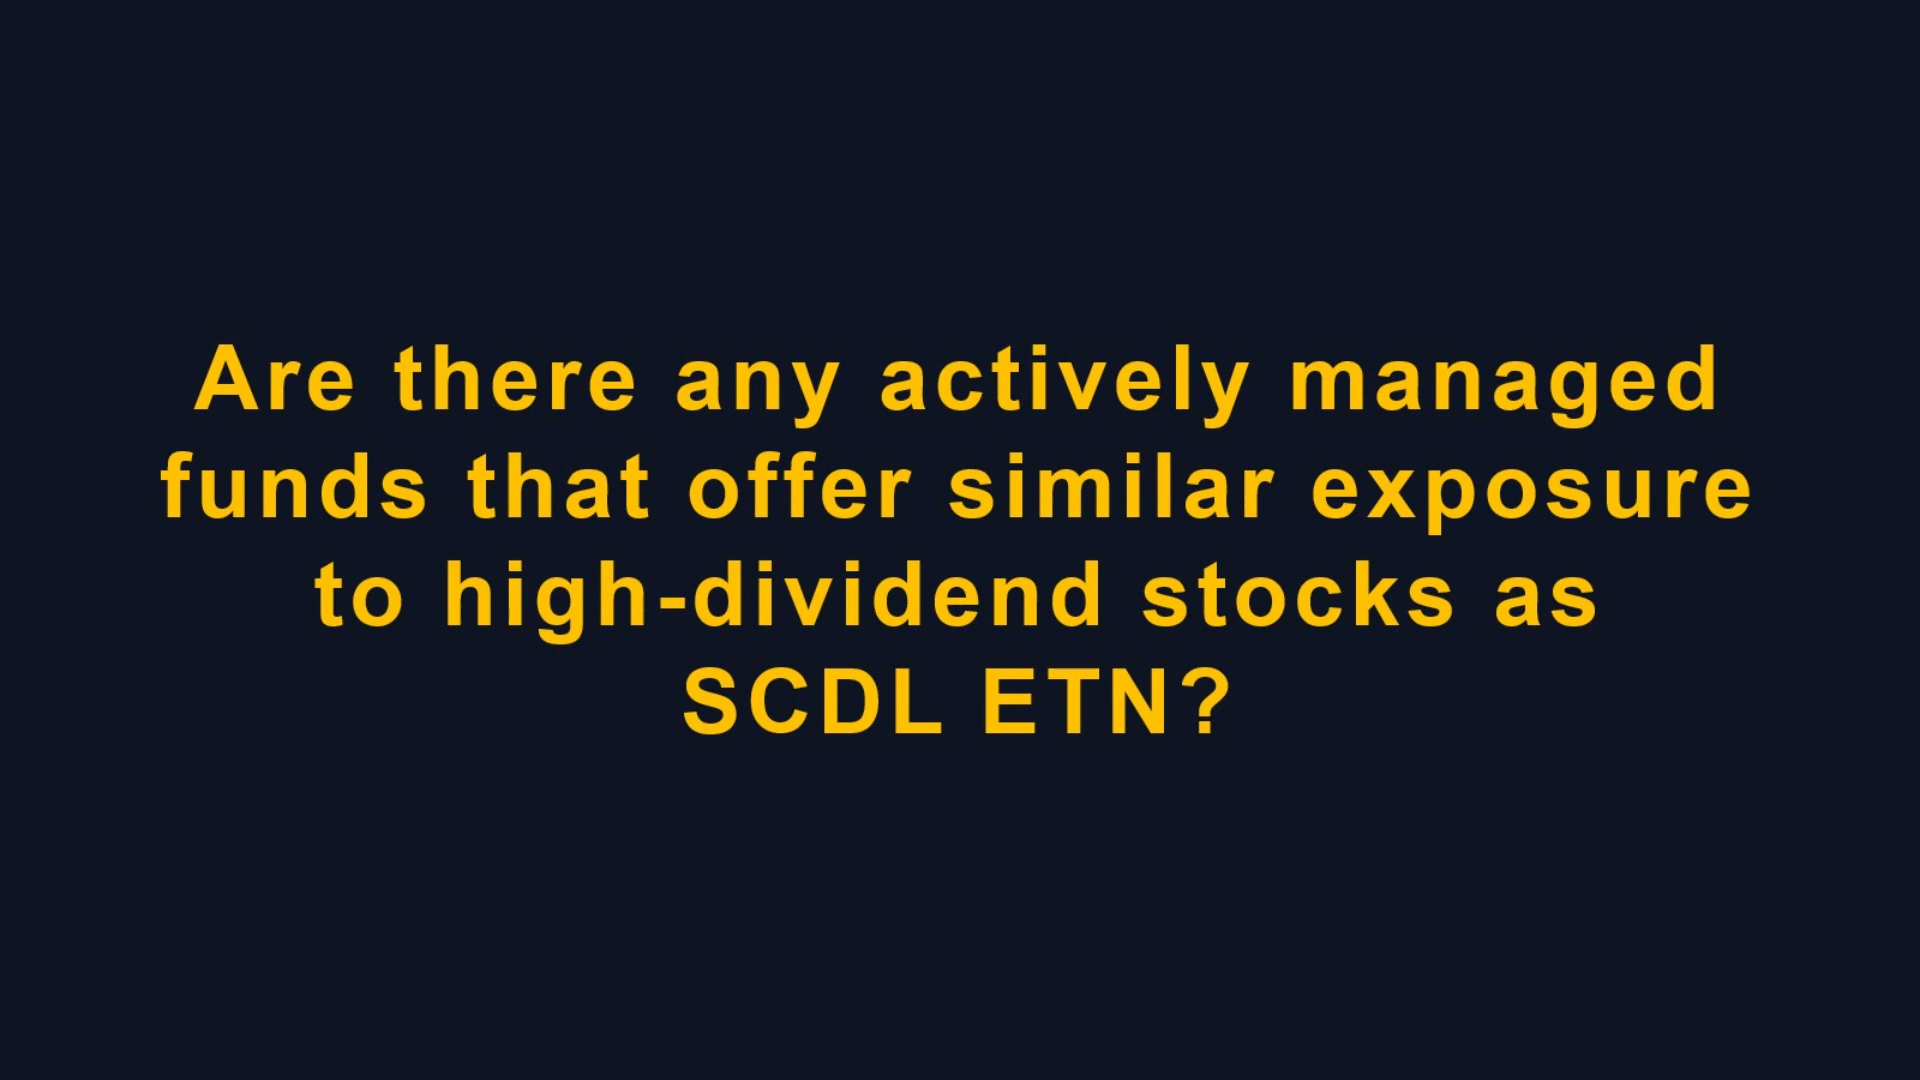 Are there any actively managed
funds that offer similar exposure
to high-dividend stocks as
SCDL ETN?